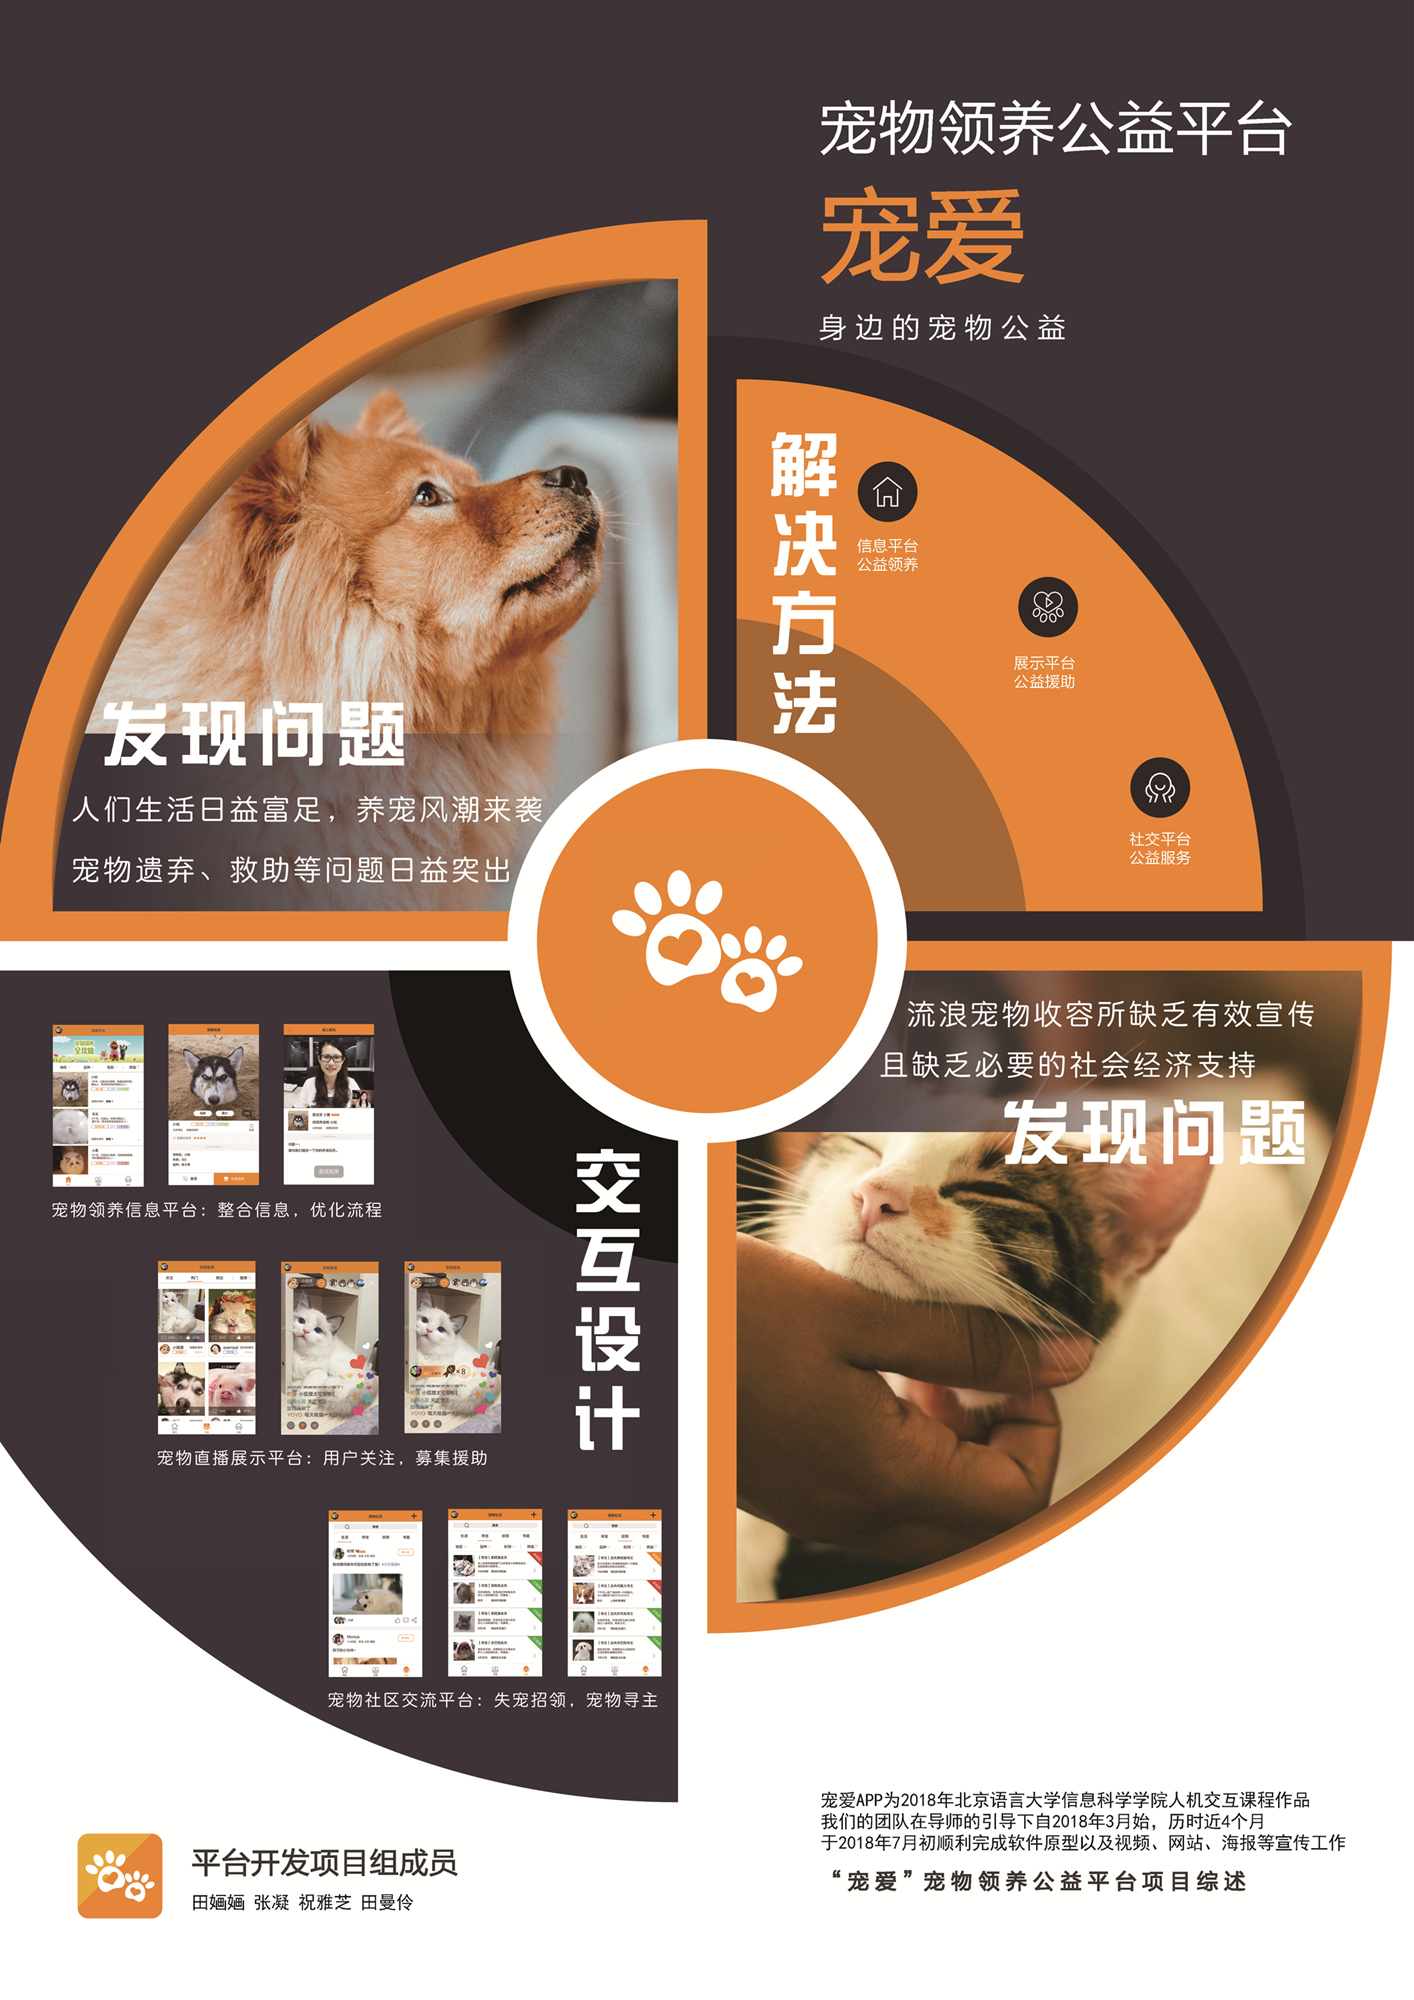 宠物领养公益平台
宠爱
身边的宠物公益
解决方法
信息平台
公益领养
展示平台
公益援助
社交平台
公益服务
发现问题
人们生活日益富足，养宠风潮来袭
宠物遗弃、救助等问题日益突出
流浪宠物收容所缺乏有效宣传
且缺乏必要的社会经济支持
发现问题
交互设计
宠物领养信息平台：整合信息，优化流程
宠物直播展示平台：用户关注，募集援助
宠物社区交流平台：失宠招领，宠物寻主
宠爱APP为2018年北京语言大学信息科学学院人机交互课程作品
我们的团队在导师的引导下自2018年3月始，历时近4个月
于2018年7月初顺利完成软件原型以及视频、网站、海报等宣传工作
“宠爱”宠物领养公益平台项目综述
平台开发项目组成员
田婳婳 张凝 祝雅芝 田曼伶